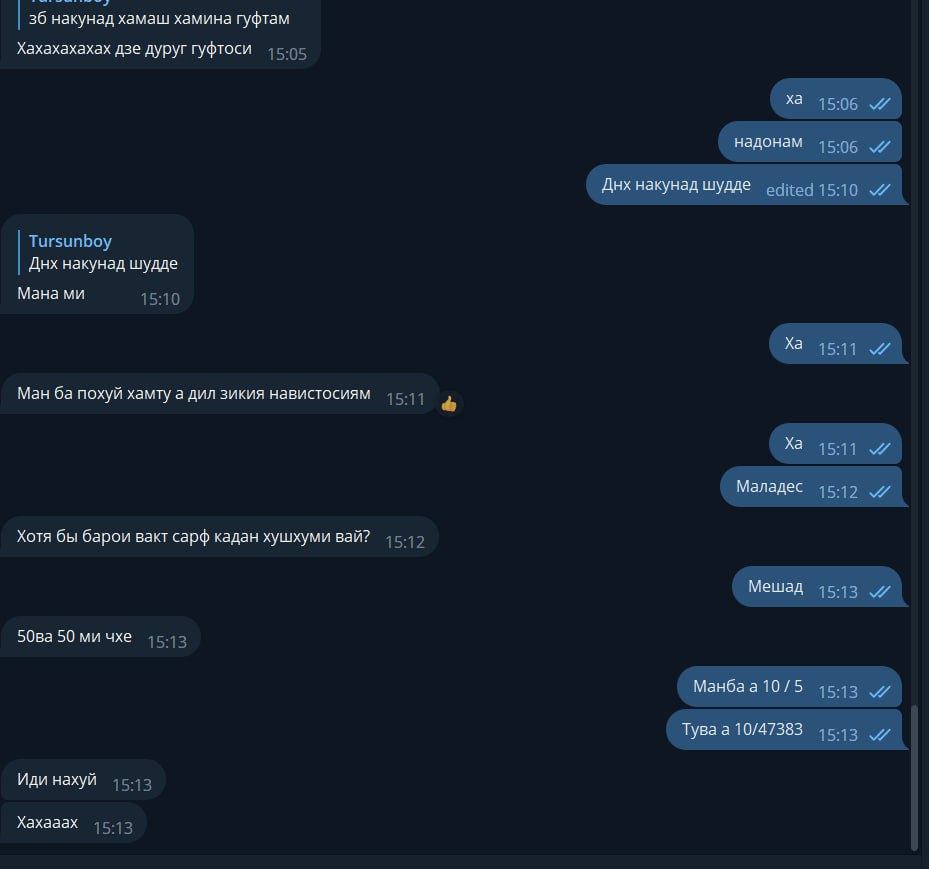 Tursunboy
зб накунад хамаш хамина гуфтам
Хахахахахах дзе дуруг гуфтоси 15:05
ха 15:06
надонам 15:06
Днх накунад шудде edited 15:10
Tursunboy
Днх накунад шудде
Мана ми 15:10
Ха 15:11
Ман ба похуй хамту а дил зикия навистосиям 15:11
Ха 15:11
Маладес 15:12
Хотя бы барои вакт сарф кадан хушхуми вай? 15:12
Мешад 15:13
50ва 50 ми чхе 15:13
Манба а 10 / 5 15:13
Тува а 10/47383 15:13
Иди нахуй 15:13
Хахааах 15:13